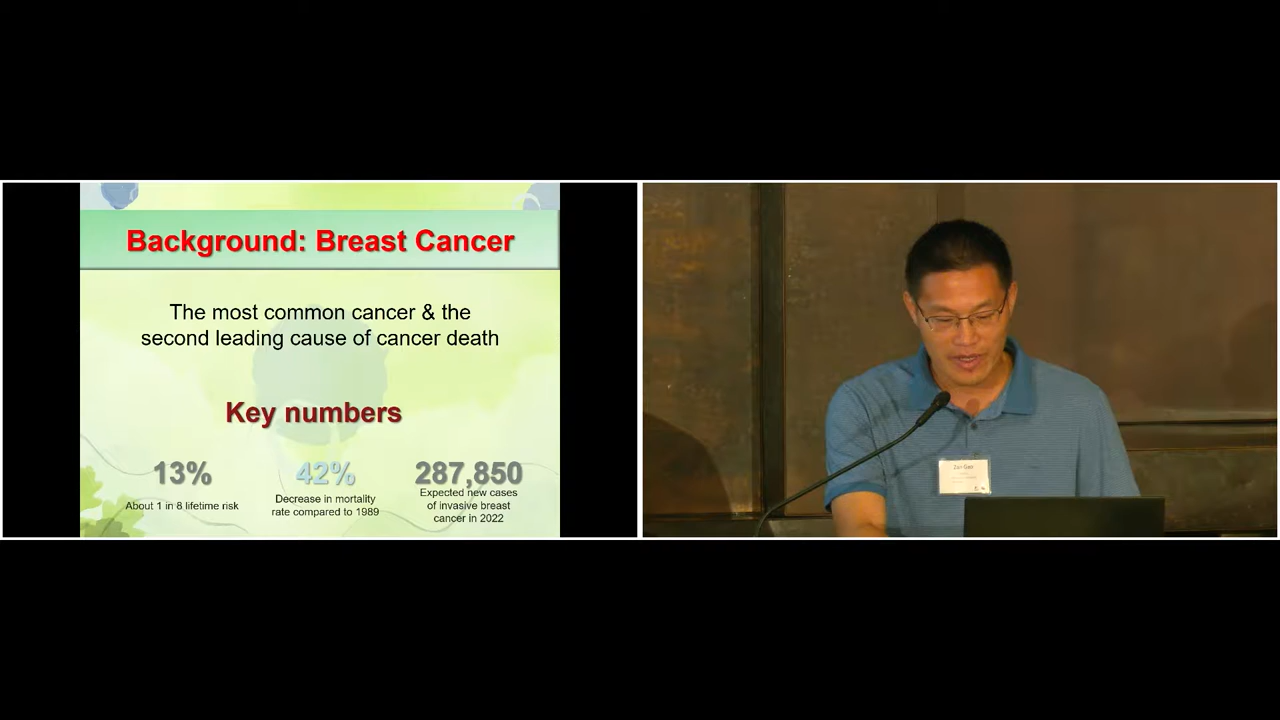 Background: Breast Cancer
The most common cancer & the
second leading cause of cancer death
Key numbers
13%
About 1 in 8 lifetime risk
42%
Decrease in mortality
rate compared to 1989
287,850
Expected new cases
of invasive breast
cancer in 2022